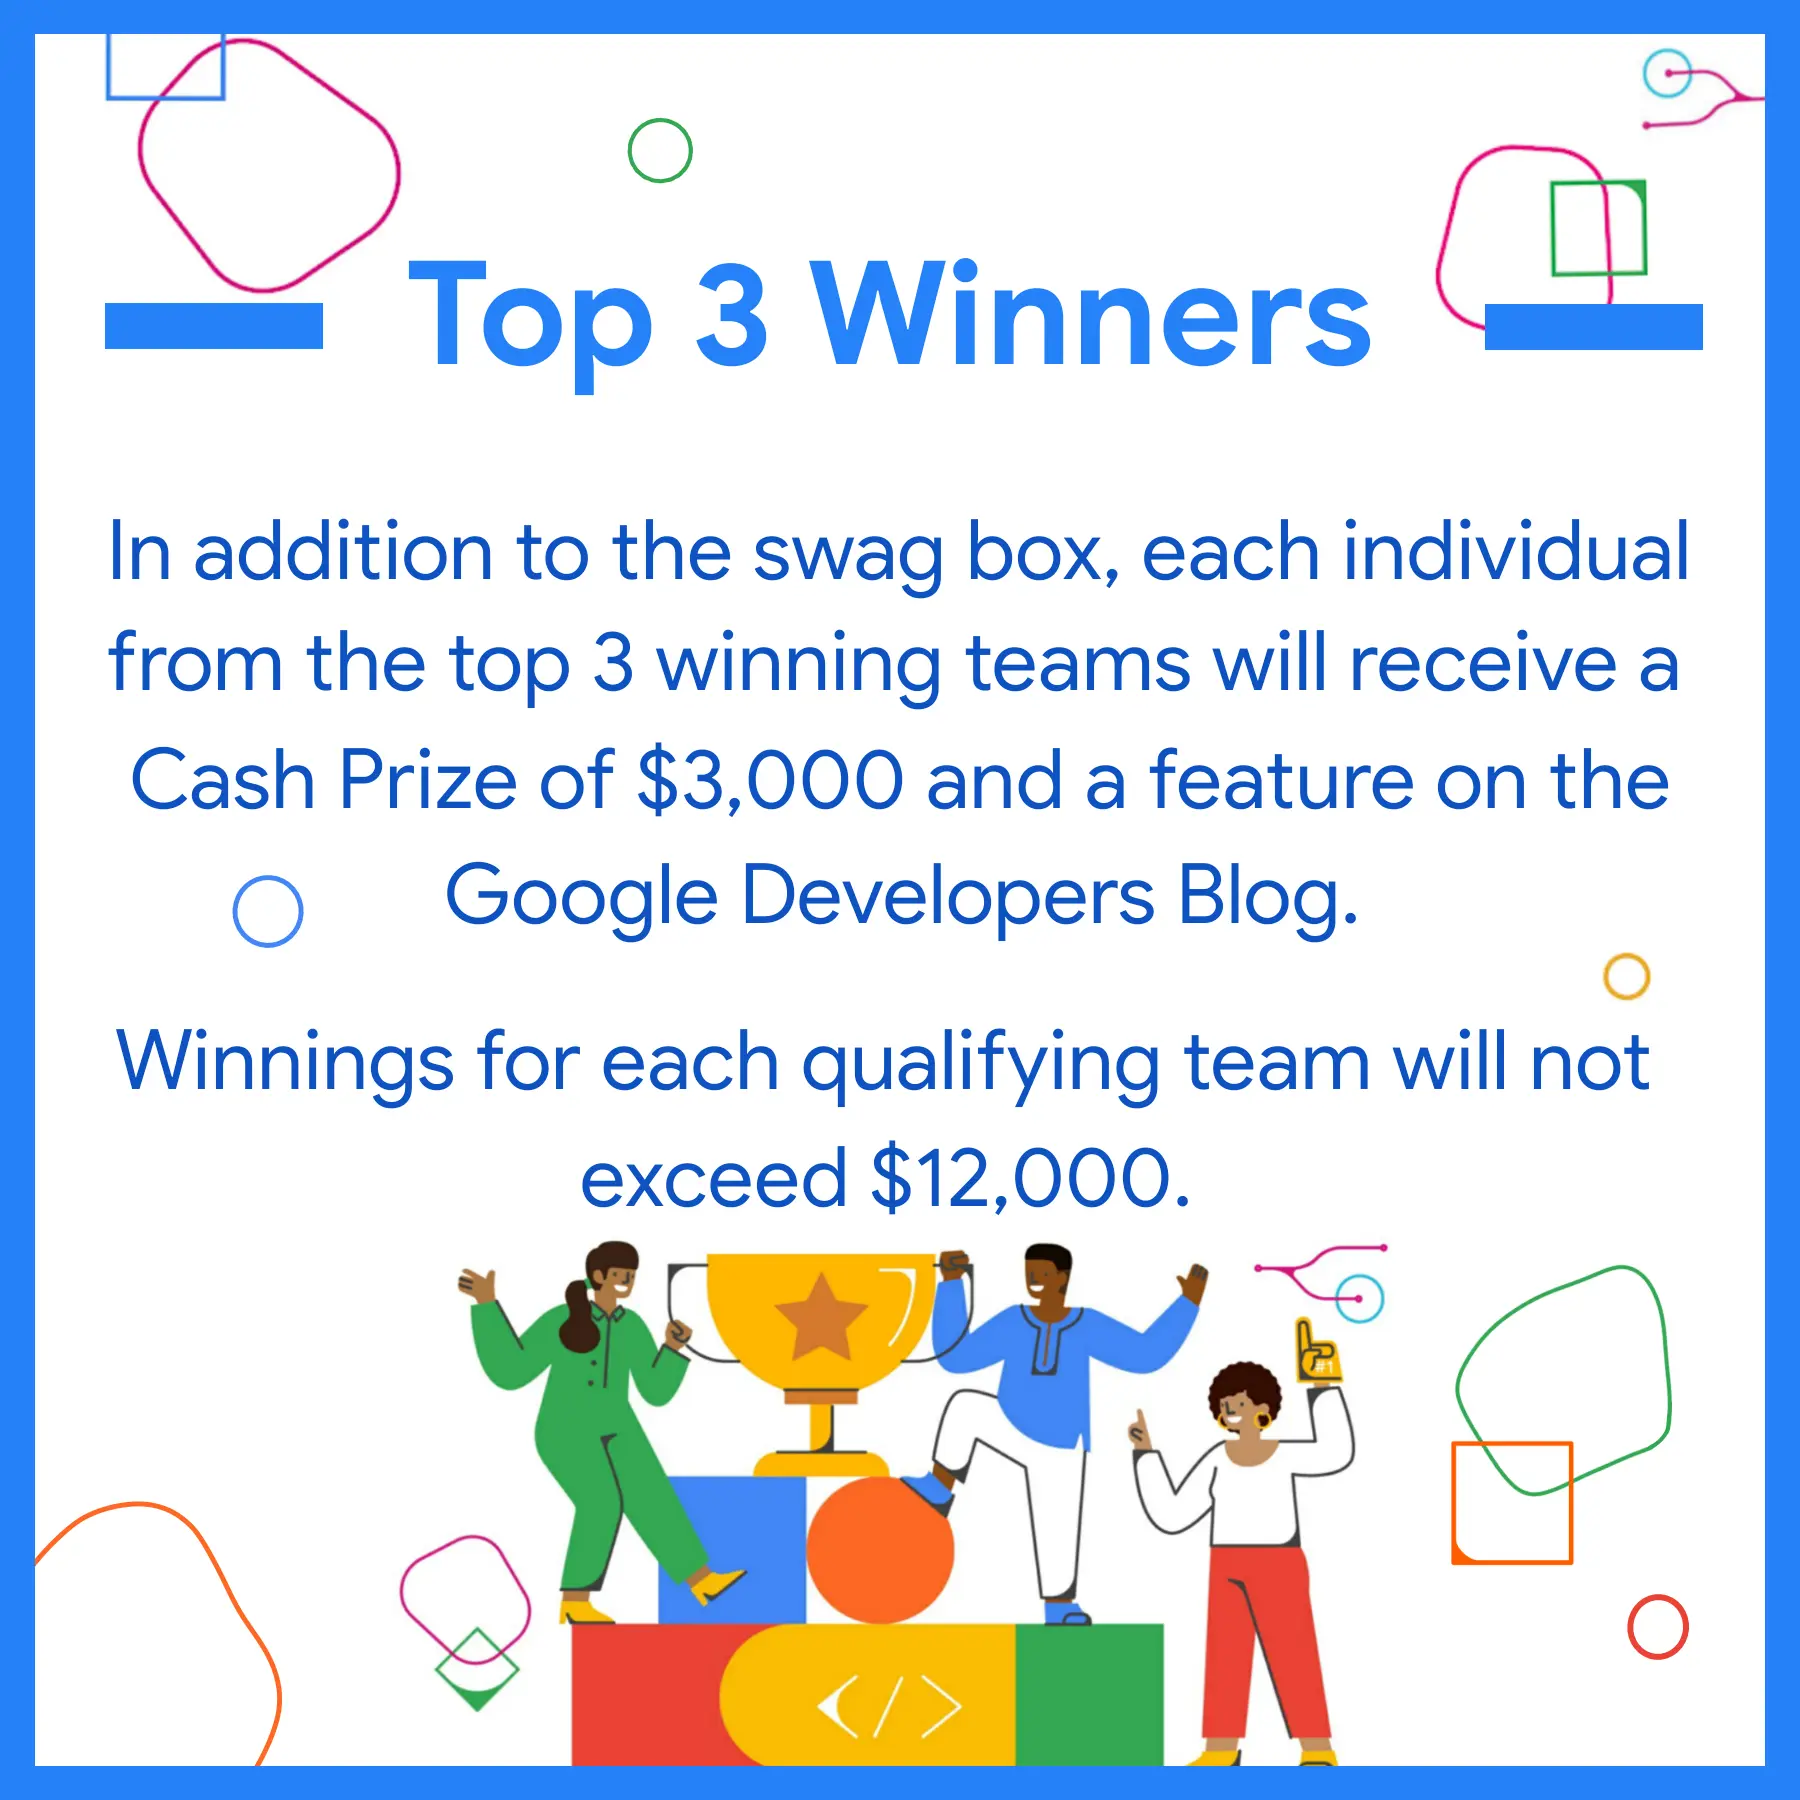 Top 3 Winners
In addition to the swag box, each individual
from the top 3 winning teams will receive a
Cash Prize of $3,000 and a feature on the
Google Developers Blog.
Winnings for each qualifying team will not
exceed $12,000.
#1
</>